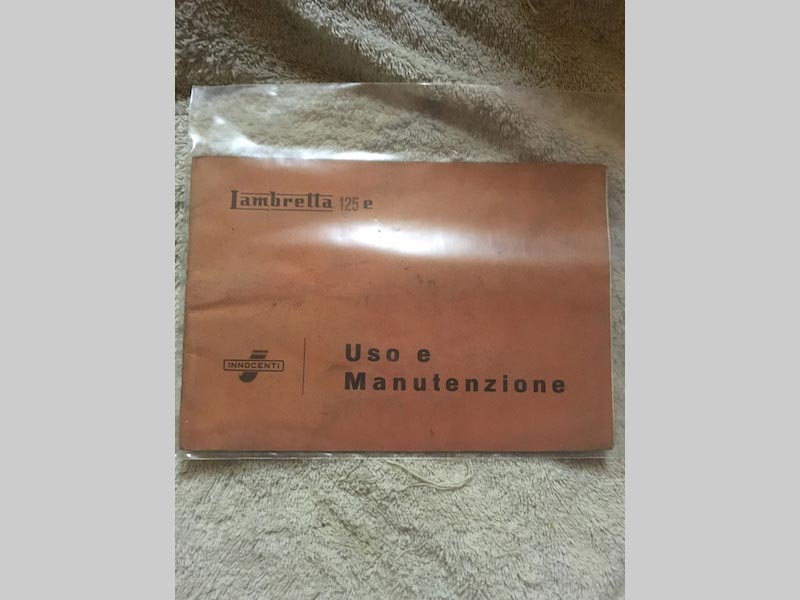 Lambretta 125 e
INNOCENTI
Uso e
Manutenzione